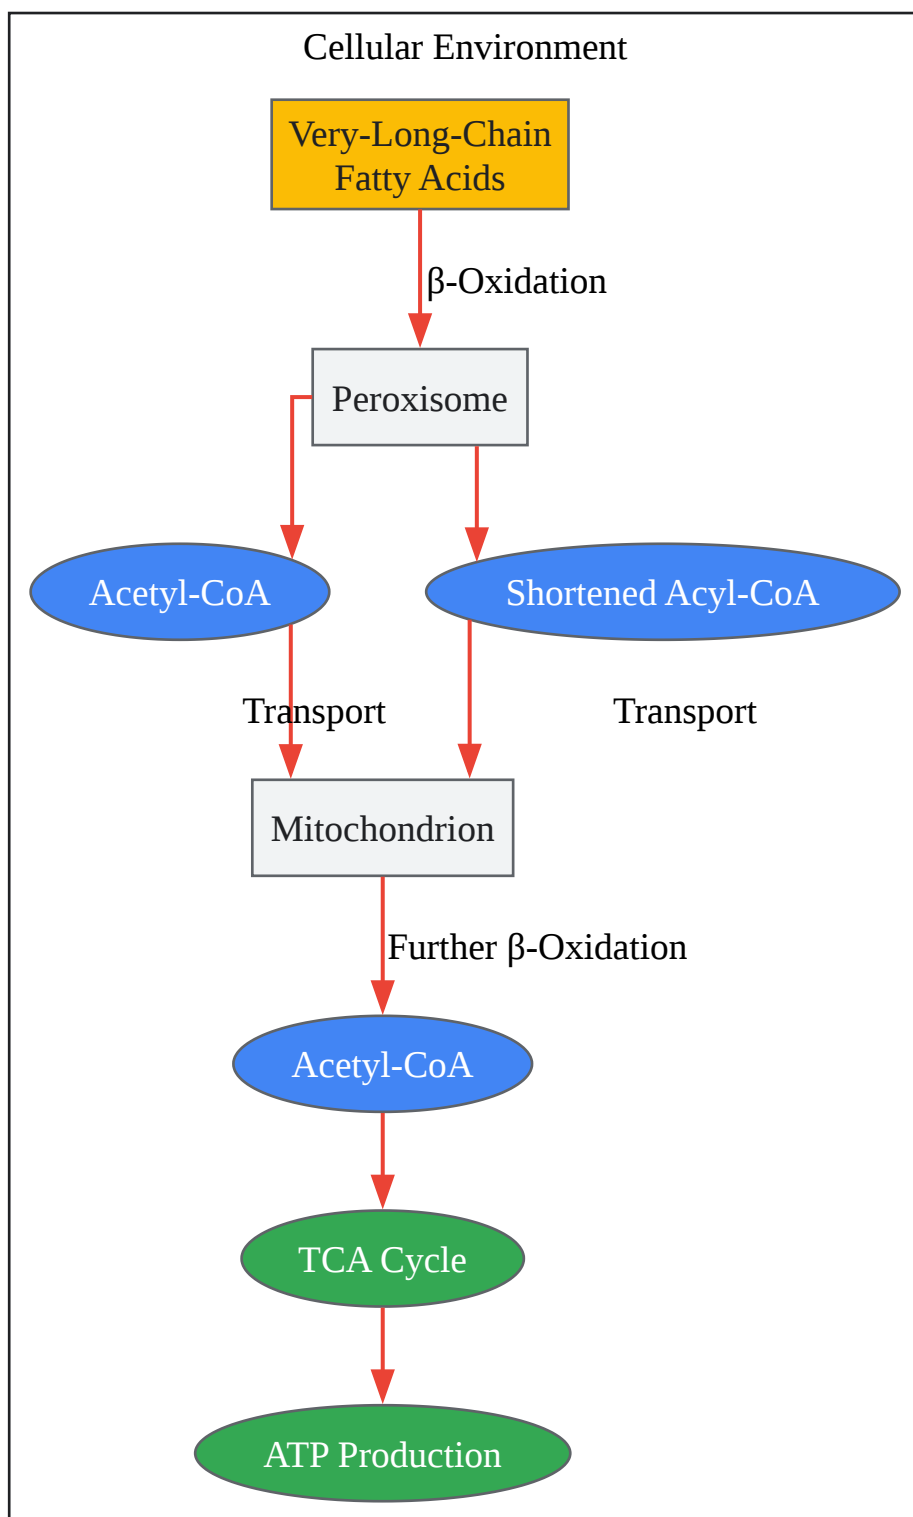 Cellular Environment
Very-Long-Chain
Fatty Acids
β-Oxidation
Peroxisome
Acetyl-CoA
Shortened Acyl-CoA
Transport
Transport
Mitochondrion
Further β-Oxidation
Acetyl-CoA
TCA Cycle
ATP Production